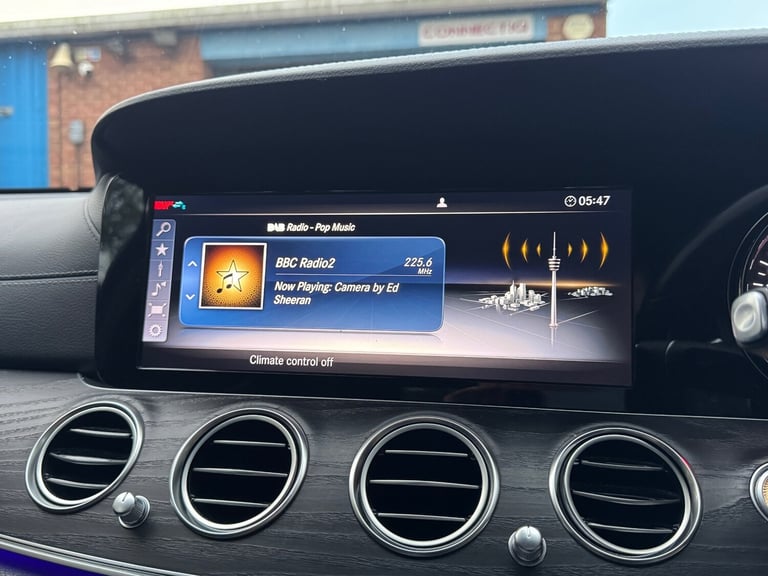 CONNECTIO
05:47
DAB Radio - Pop Music
BBC Radio2
225.6
MHz
Now Playing: Camera by Ed
Sheeran
Climate control off